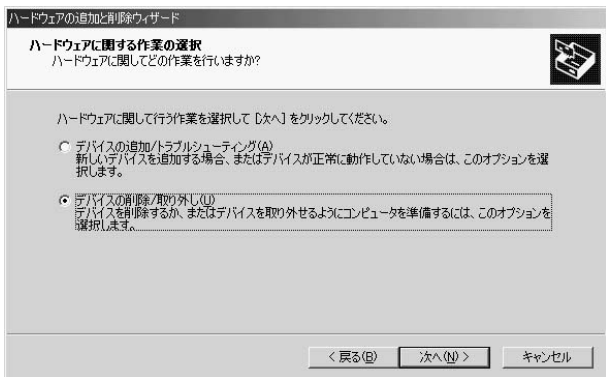 ハードウェアの追加と削除ウィザード
ハードウェアに関する作業の選択
ハードウェアに関してどの作業を行いますか?
ハードウェアに関して行う作業を選択して [次へ] をクリックしてください。
デバイスの追加/トラブルシューティング(A)
新しいデバイスを追加する場合、またはデバイスが正常に動作していない場合は、このオプションを選
択します。
デバイスの削除/取り外し(U)
デバイスを削除するか、またはデバイスを取り外せるようにコンピュータを準備するには、このオプションを
選択します。
< 戻る(B)
次へ(N) >
キャンセル